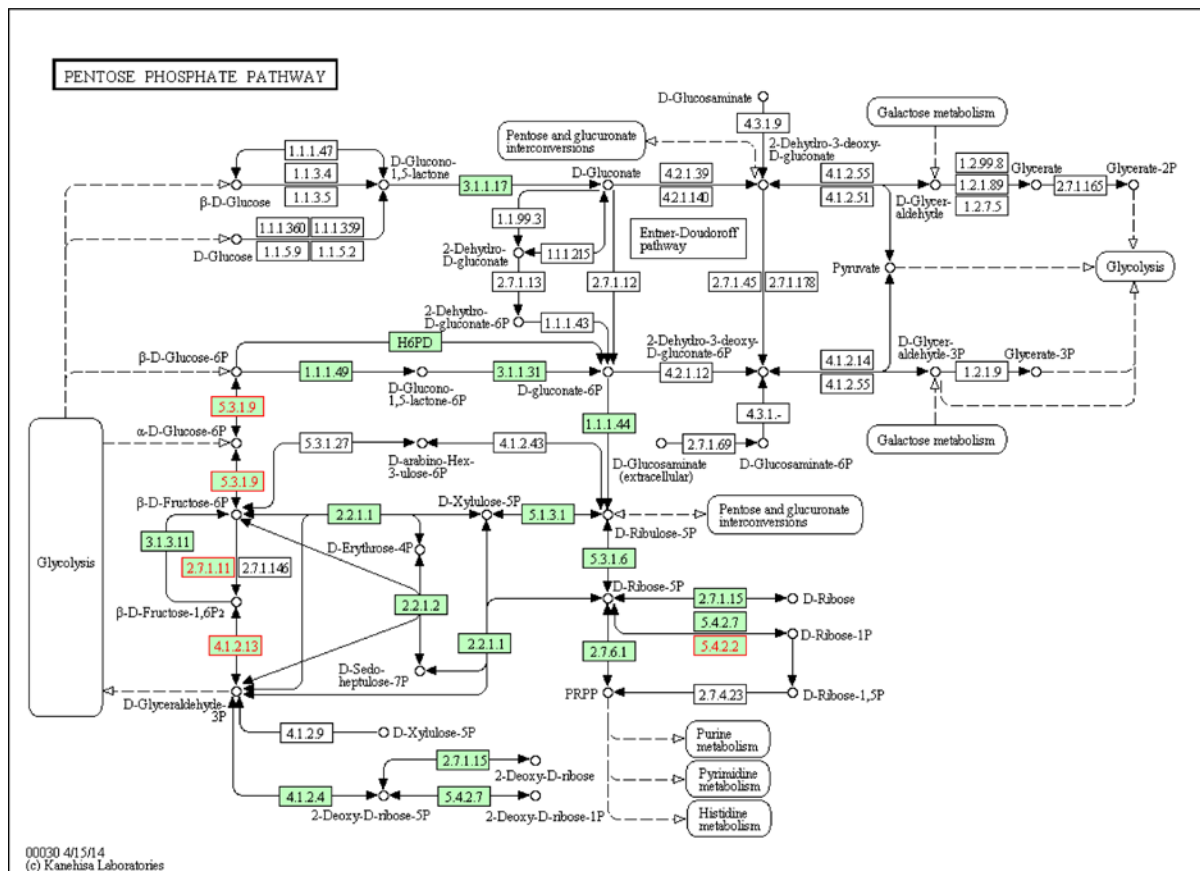 PENTOSE PHOSPHATE PATHWAY
D-Glucosaminate
4.3.1.9
Galactose metabolism
Pentose and glucuronate
interconversions
2-Dehydro-3-deoxy-
D-gluconate
1.1.1.47
1.1.3.4
1.1.3.5
β-D-Glucose
D-Glucono-
1,5-lactone
3.1.1.17
D-Gluconate
4.2.1.39
4.2.1.140
4.1.2.55
4.1.2.51
D-Glycer-
aldehyde
1.2.99.8
1.2.1.89
1.2.7.5
Glycerate
2.7.1.165
Glycerate-2P
1.1.1.360
1.1.1.359
1.1.5.9
1.1.5.2
D-Glucose
1.1.99.3
2-Dehydro-
D-gluconate
1.1.1.215
Entner-Doudoroff
pathway
2.7.1.13
2.7.1.12
2.7.1.45
2.7.1.178
Pyruvate
Glycolysis
2-Dehydro-
D-gluconate-6P
1.1.1.43
β-D-Glucose-6P
H6PD
1.1.1.49
D-Glucono-
1,5-lactone-6P
3.1.1.31
D-gluconate-6P
4.2.1.12
2-Dehydro-3-deoxy-
D-gluconate-6P
4.1.2.14
4.1.2.55
D-Glycer-
aldehyde-3P
1.2.1.9
Glycerate-3P
5.3.1.9
1.1.1.44
4.3.1.-
Galactose metabolism
α-D-Glucose-6P
5.3.1.27
D-arabino-Hex-
3-ulose-6P
4.1.2.43
2.7.1.69
D-Glucosaminate
(extracellular)
D-Glucosaminate-6P
5.3.1.9
β-D-Fructose-6P
2.2.1.1
D-Xylulose-5P
5.1.3.1
D-Ribulose-5P
Pentose and glucuronate
interconversions
Glycolysis
3.1.3.11
2.7.1.11
2.7.1.146
D-Erythrose-4P
5.3.1.6
D-Ribose-5P
β-D-Fructose-1,6P2
2.2.1.2
2.7.1.15
D-Ribose
5.4.2.7
5.4.2.2
D-Ribose-1P
4.1.2.13
2.2.1.1
2.7.6.1
D-Sedo-
heptulose-7P
D-Glyceraldehyde-
3P
PRPP
2.7.4.23
D-Ribose-1,5P
4.1.2.9
D-Xylulose-5P
Purine
metabolism
2.7.1.15
2-Deoxy-D-ribose
Pyrimidine
metabolism
4.1.2.4
2-Deoxy-D-ribose-5P
5.4.2.7
2-Deoxy-D-ribose-1P
Histidine
metabolism
00030 4/15/14
(c) Kanehisa Laboratories